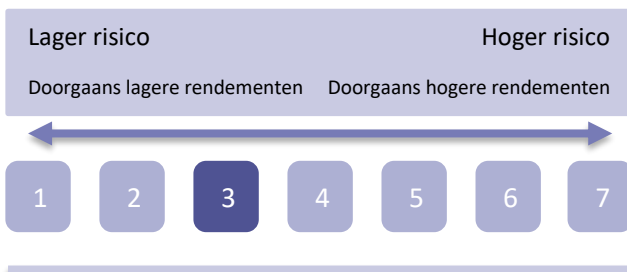 Lager risico Hoger risico
Doorgaans lagere rendementen Doorgaans hogere rendementen
1 2 3 4 5 6 7